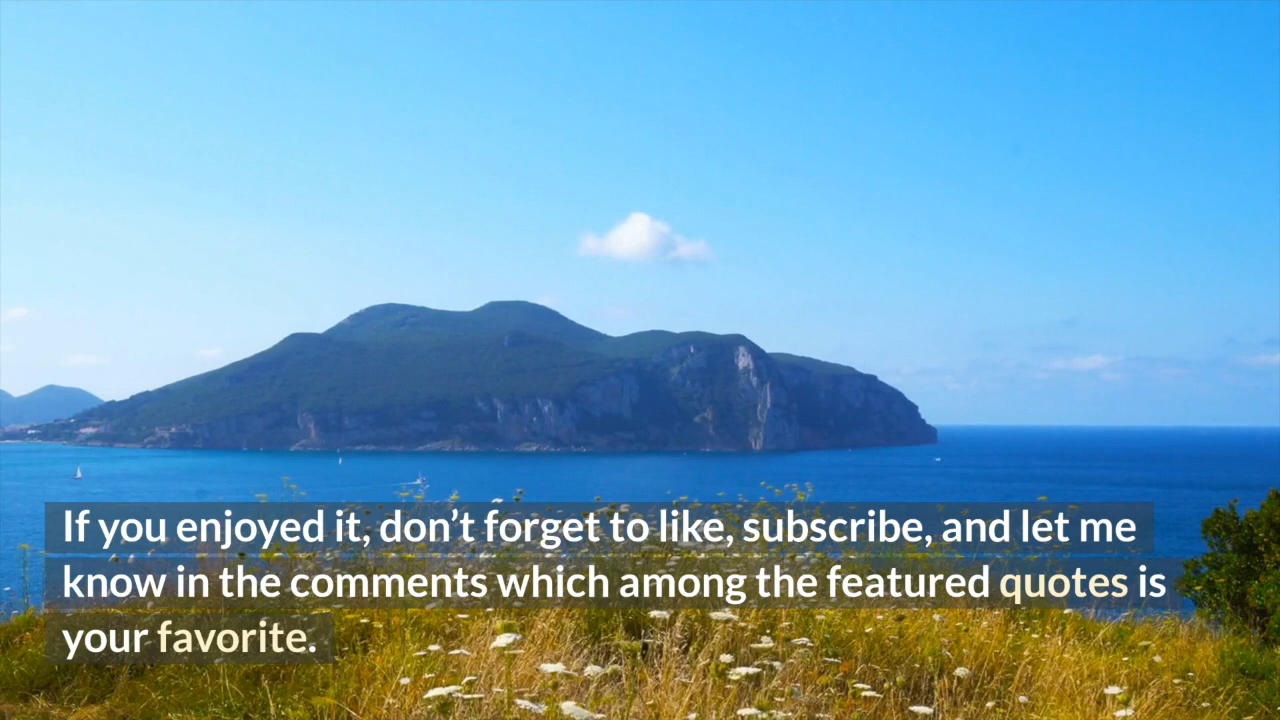 If you enjoyed it, don’t forget to like, subscribe, and let me
know in the comments which among the featured quotes is
your favorite.